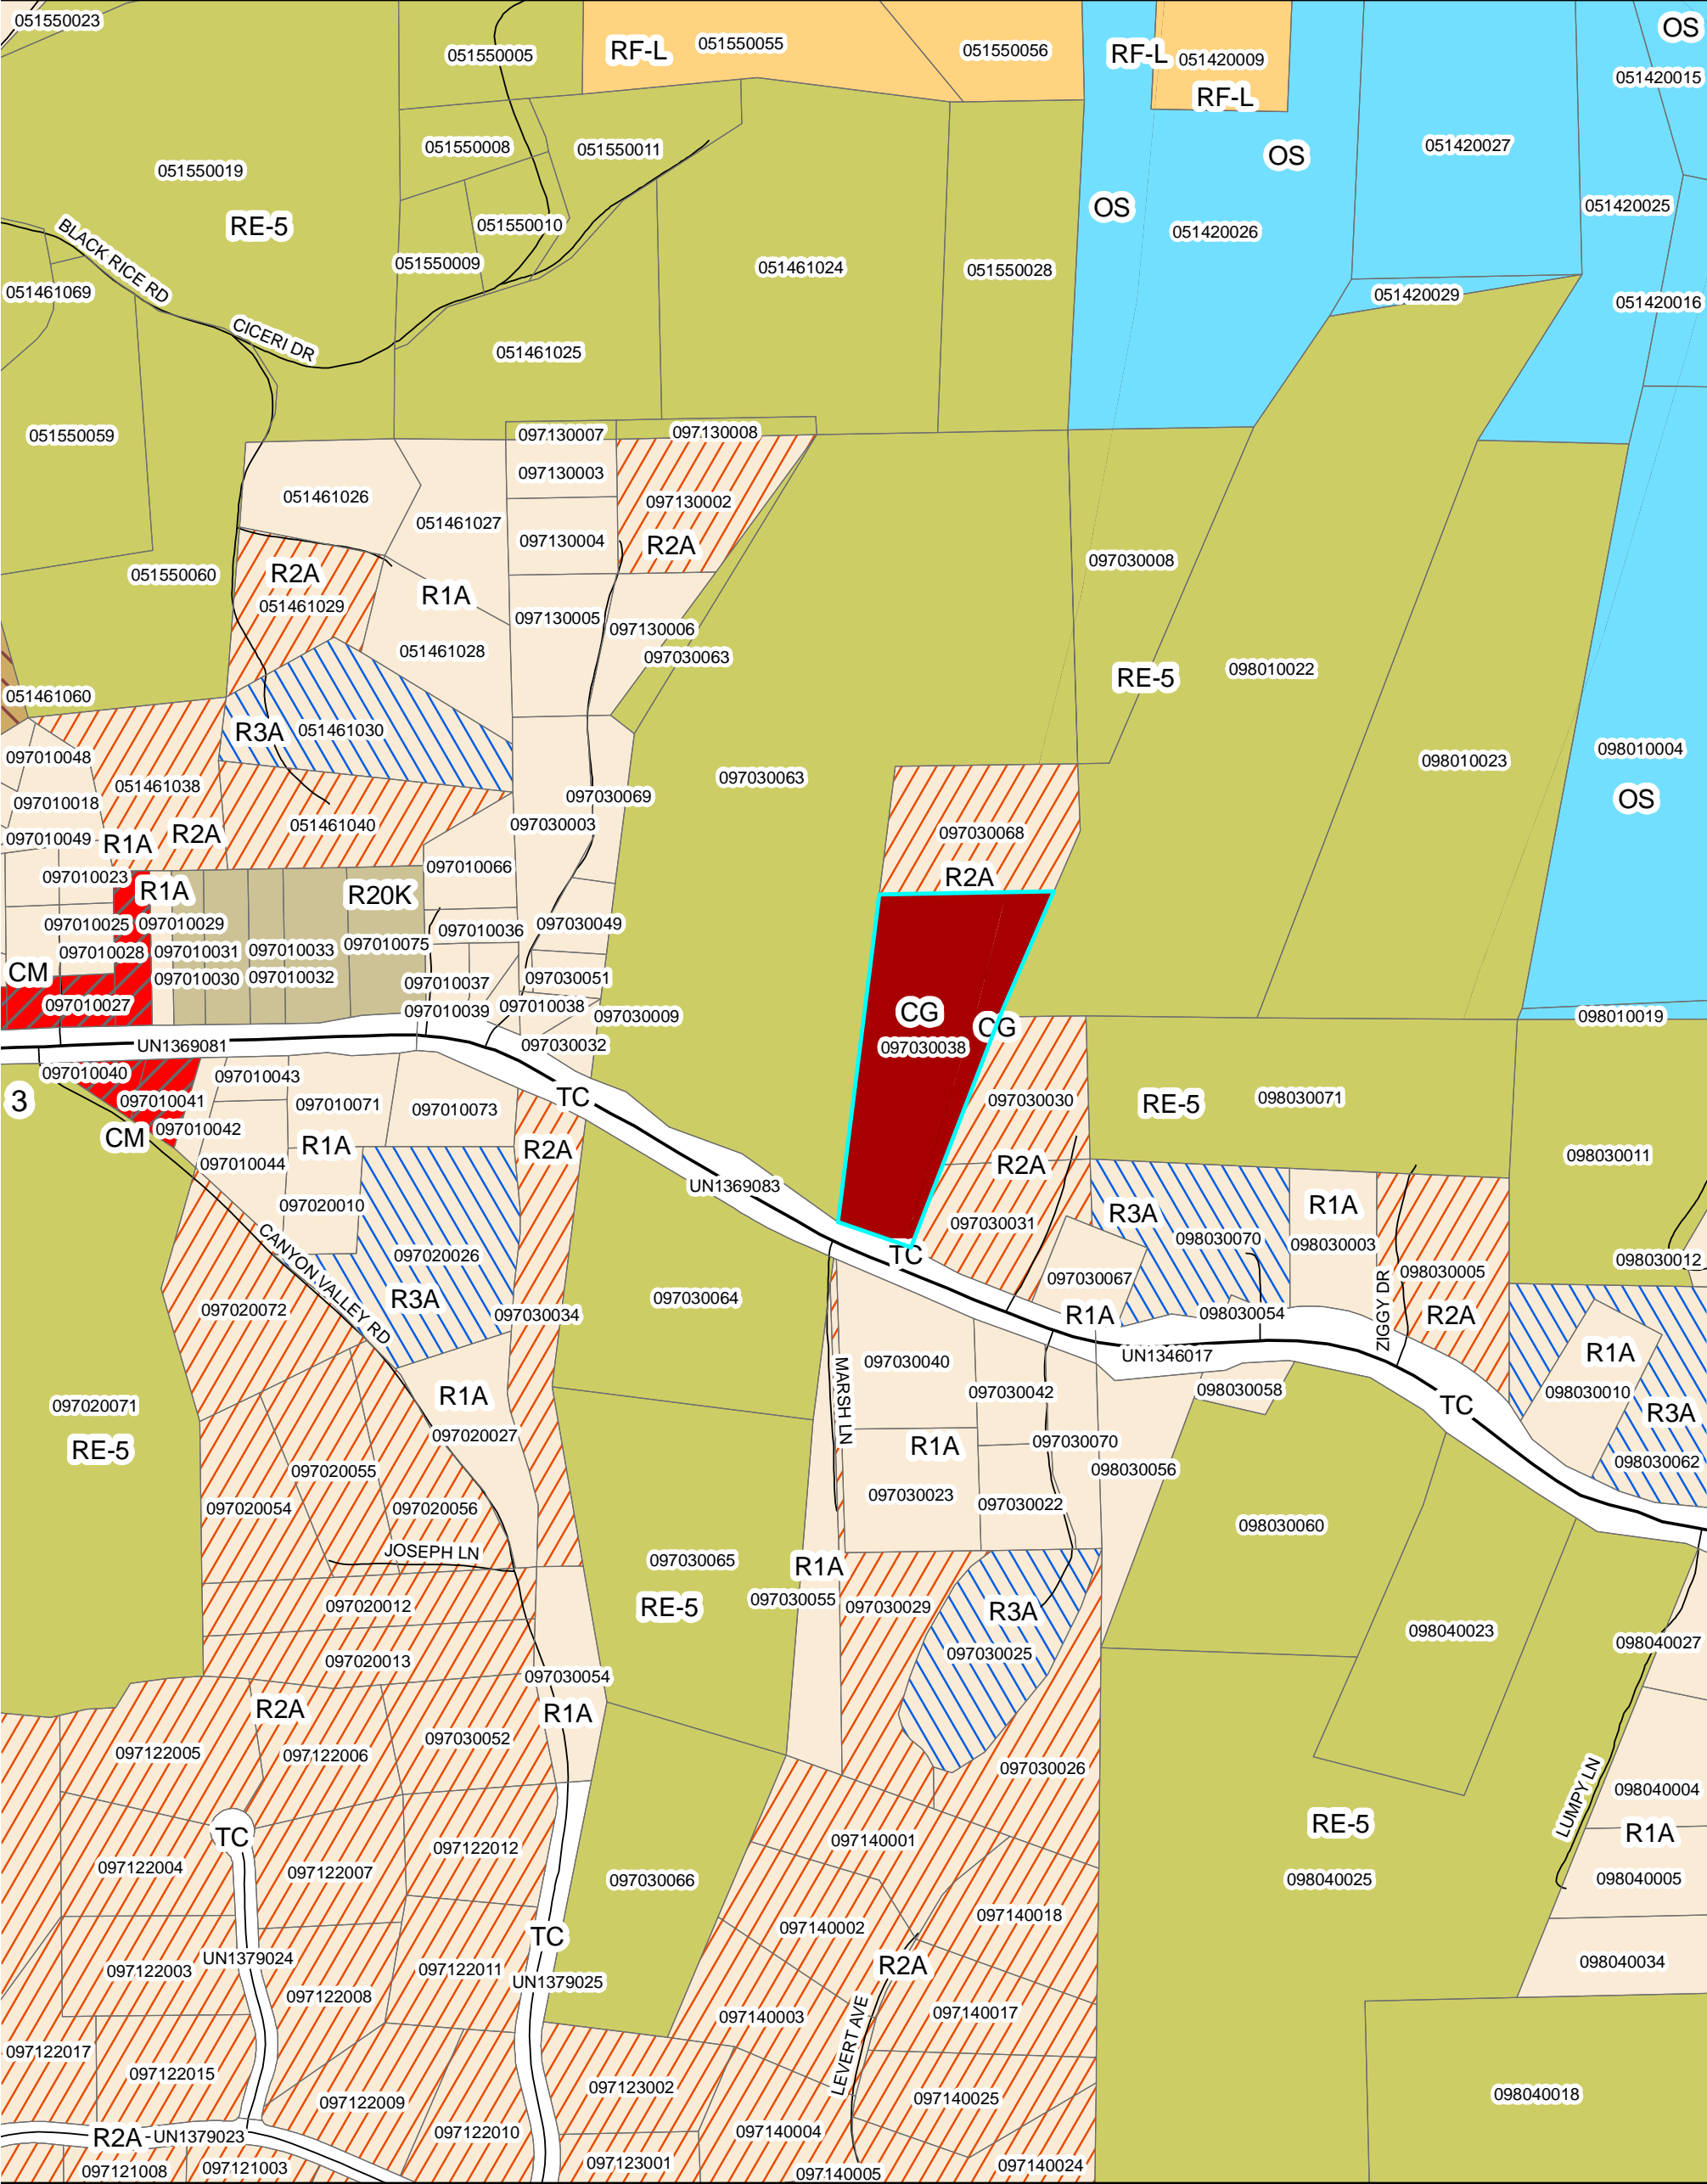 051550023
051550005
RF-L
051550055
051550056
RF-L
051420009
RF-L
OS
051420015
051550008
051550011
051420027
OS
051550019
OS
051420025
RE-5
051550010
051420026
BLACK RICE RD
051550009
051461024
051550028
051461069
051420029
051420016
CICERI DR
051461025
051550059
097130007
097130008
097130003
051461026
097130002
051461027
097130004
R2A
097030008
R2A
051550060
R1A
051461029
097130005
097130006
051461028
097030063
098010022
RE-5
051461060
R3A
051461030
098010004
097010048
098010023
051461038
097030063
097030069
OS
097010018
051461040
097030003
097030068
097010049
R1A
R2A
097010066
097010023
R2A
R1A
R20K
097010025
097010029
097010036
097030049
097010028
097010031
097010033
097010075
CM
097010030
097010032
097010037
097030051
097010027
097010039
097010038
097030009
CG
CG
098010019
UN1369081
097030032
097030038
097010040
097010043
3
097010041
097010071
097010073
TC
097030030
RE-5
098030071
097010042
CM
R1A
R2A
097010044
R2A
098030011
UN1369083
097020010
R3A
R1A
097030031
098030070
098030003
CANYON VALLEY RD
097020026
TC
098030012
097030067
098030005
R3A
097030064
097020072
097030034
R1A
098030054
ZIGGY DR
R2A
UN1346017
R1A
MARSH LN
097030040
097030042
098030058
098030010
R1A
097020071
TC
R3A
097020027
RE-5
R1A
097030070
098030062
097020055
098030056
097020054
097020056
097030023
097030022
098030060
JOSEPH LN
097030065
R1A
097030055
097020012
RE-5
097030029
R3A
098040023
098040027
097020013
097030025
097030054
R2A
R1A
097122005
097122006
097030052
097030026
098040004
LUMPY LN
RE-5
R1A
TC
097140001
097122012
097122004
097122007
097030066
098040025
098040005
097140002
097140018
TC
UN1379024
097122003
097122011
UN1379025
R2A
098040034
097122008
097140003
097140017
LEVERT AVE
097122017
097122015
097123002
097140025
098040018
097122009
R2A
UN1379023
097122010
097140004
097121008
097121003
097123001
097140005
097140024